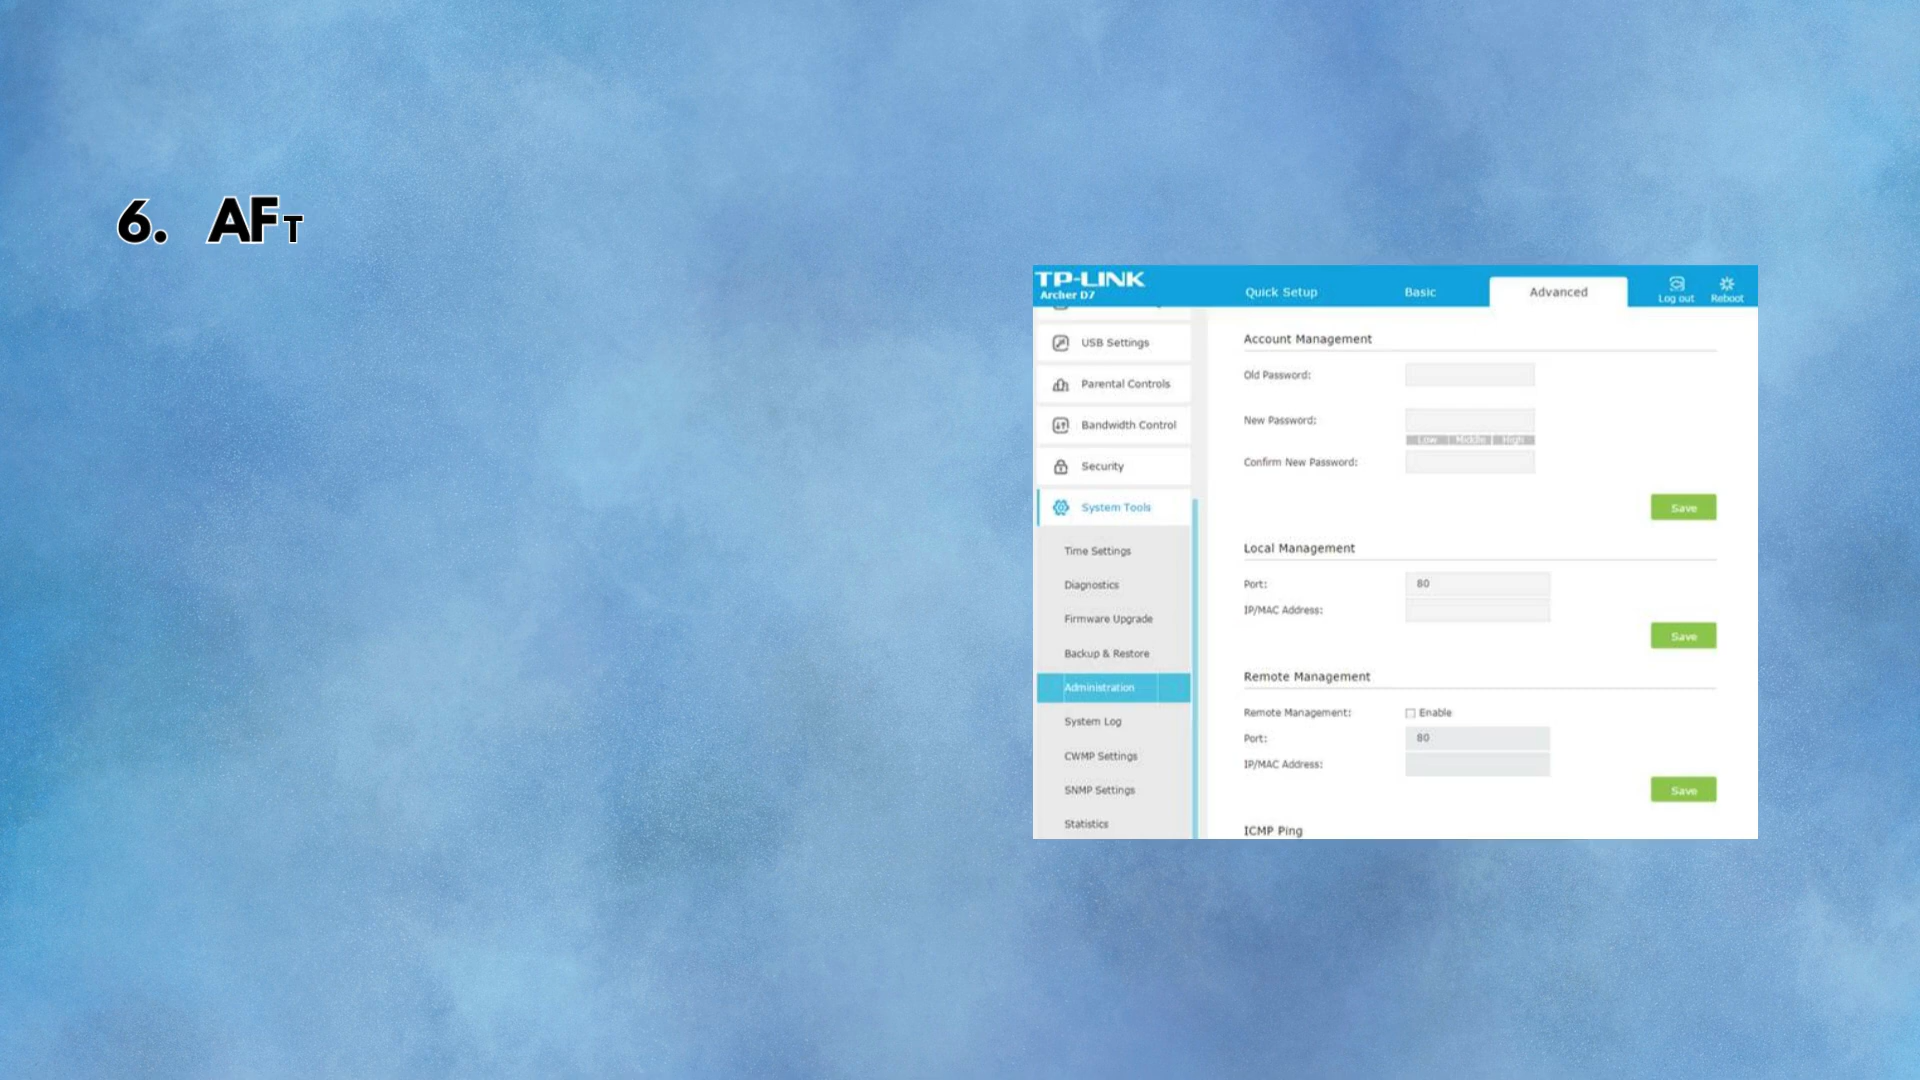 6. AFT
TP-LINK
Archer D7
Quick Setup
Basic
Advanced
Log out
Reboot
USB Settings
Parental Controls
Bandwidth Control
Security
System Tools
Time Settings
Diagnostics
Firmware Upgrade
Backup & Restore
Administration
System Log
CWMP Settings
SNMP Settings
Statistics
Account Management
Old Password:
New Password:
Low Middle High
Confirm New Password:
Save
Local Management
Port: 80
IP/MAC Address:
Save
Remote Management
Remote Management: Enable
Port: 80
IP/MAC Address:
Save
ICMP Ping